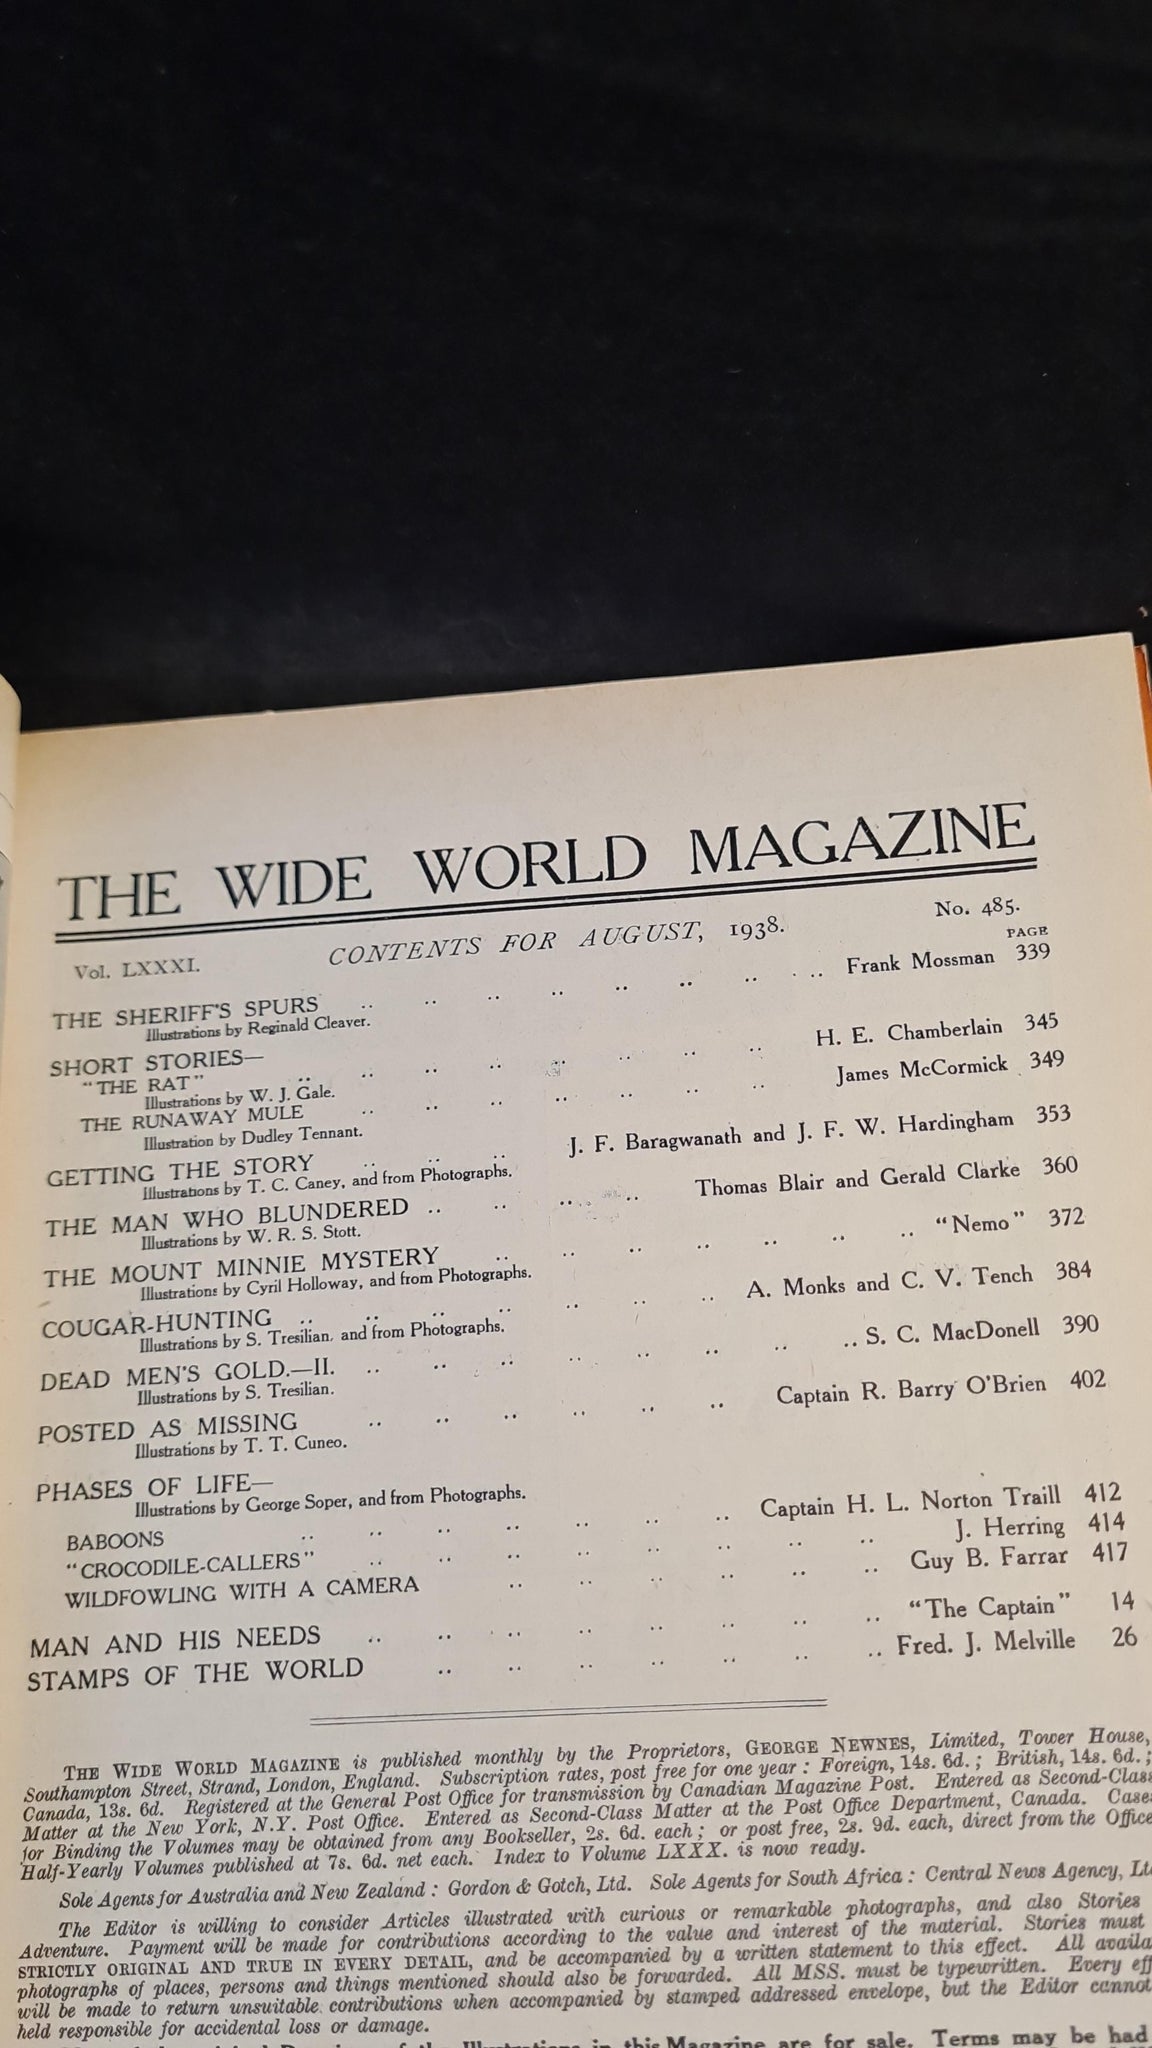 THE WIDE WORLD MAGAZINE
Vol. LXXXI. CONTENTS FOR AUGUST, 1938. No. 485.
PAGE
THE SHERIFF'S SPURS .. .. .. .. .. .. .. .. Frank Mossman 339
Illustrations by Reginald Cleaver.
SHORT STORIES—
"THE RAT" .. .. .. .. .. .. .. .. H. E. Chamberlain 345
Illustrations by W. J. Gale.
THE RUNAWAY MULE .. .. .. .. .. .. .. James McCormick 349
Illustration by Dudley Tennant.
GETTING THE STORY .. .. .. J. F. Baragwanath and J. F. W. Hardingham 353
Illustrations by T. C. Caney, and from Photographs.
THE MAN WHO BLUNDERED .. .. .. .. Thomas Blair and Gerald Clarke 360
Illustrations by W. R. S. Stott.
THE MOUNT MINNIE MYSTERY .. .. .. .. .. .. .. "Nemo" 372
Illustrations by Cyril Holloway, and from Photographs.
COUGAR-HUNTING .. .. .. .. .. .. .. A. Monks and C. V. Tench 384
Illustrations by S. Tresilian, and from Photographs.
DEAD MEN'S GOLD.—II. .. .. .. .. .. .. .. .. S. C. MacDonell 390
Illustrations by S. Tresilian.
POSTED AS MISSING .. .. .. .. .. .. Captain R. Barry O'Brien 402
Illustrations by T. T. Cuneo.
PHASES OF LIFE—
Illustrations by George Soper, and from Photographs.
BABOONS .. .. .. .. .. .. .. Captain H. L. Norton Traill 412
"CROCODILE-CALLERS" .. .. .. .. .. .. .. .. J. Herring 414
WILDFOWLING WITH A CAMERA .. .. .. .. .. .. Guy B. Farrar 417
MAN AND HIS NEEDS .. .. .. .. .. .. .. .. "The Captain" 14
STAMPS OF THE WORLD .. .. .. .. .. .. .. Fred. J. Melville 26
THE WIDE WORLD MAGAZINE is published monthly by the Proprietors, GEORGE NEWNES, Limited, Tower House,
Southampton Street, Strand, London, England. Subscription rates, post free for one year : Foreign, 14s. 6d. ; British, 14s. 6d. ;
Canada, 13s. 6d. Registered at the General Post Office for transmission by Canadian Magazine Post. Entered as Second-Class
Matter at the New York, N.Y. Post Office. Entered as Second-Class Matter at the Post Office Department, Canada. Cases
for Binding the Volumes may be obtained from any Bookseller, 2s. 6d. each ; or post free, 2s. 9d. each, direct from the Office
Half-Yearly Volumes published at 7s. 6d. net each. Index to Volume LXXX. is now ready.
Sole Agents for Australia and New Zealand : Gordon & Gotch, Ltd. Sole Agents for South Africa : Central News Agency, Lt
The Editor is willing to consider Articles illustrated with curious or remarkable photographs, and also Stories
Adventure. Payment will be made for contributions according to the value and interest of the material. Stories must
STRICTLY ORIGINAL AND TRUE IN EVERY DETAIL, and be accompanied by a written statement to this effect. All availa
photographs of places, persons and things mentioned should also be forwarded. All MSS. must be typewritten. Every eff
will be made to return unsuitable contributions when accompanied by stamped addressed envelope, but the Editor cannot
held responsible for accidental loss or damage.
Illustrations in this Magazine are for sale. Terms may be had